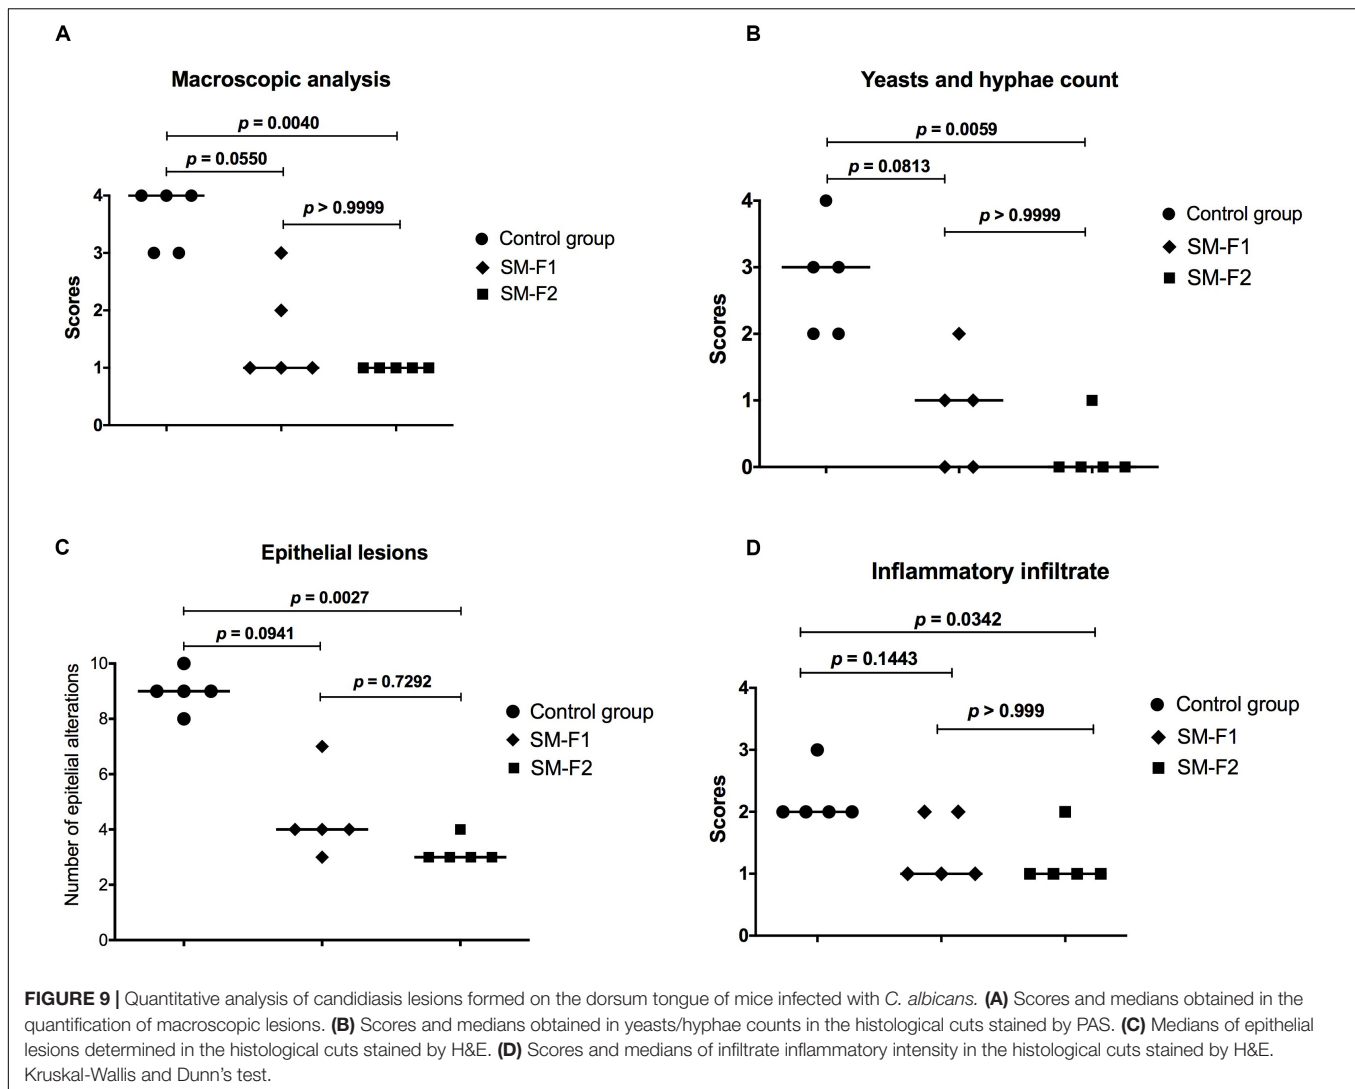 A
Macroscopic analysis
p = 0.0040
p = 0.0550
p > 0.9999
4
3
2
1
0
Scores
Control group
SM-F1
SM-F2
B
Yeasts and hyphae count
p = 0.0059
p = 0.0813
p > 0.9999
4
3
2
1
0
Scores
Control group
SM-F1
SM-F2
C
Epithelial lesions
p = 0.0027
p = 0.0941
p = 0.7292
10
8
6
4
2
0
Number of epitelial alterations
Control group
SM-F1
SM-F2
D
Inflammatory infiltrate
p = 0.0342
p = 0.1443
p > 0.999
4
3
2
1
0
Scores
Control group
SM-F1
SM-F2
FIGURE 9 | Quantitative analysis of candidiasis lesions formed on the dorsum tongue of mice infected with C. albicans. (A) Scores and medians obtained in the
quantification of macroscopic lesions. (B) Scores and medians obtained in yeasts/hyphae counts in the histological cuts stained by PAS. (C) Medians of epithelial
lesions determined in the histological cuts stained by H&E. (D) Scores and medians of infiltrate inflammatory intensity in the histological cuts stained by H&E.
Kruskal-Wallis and Dunn's test.